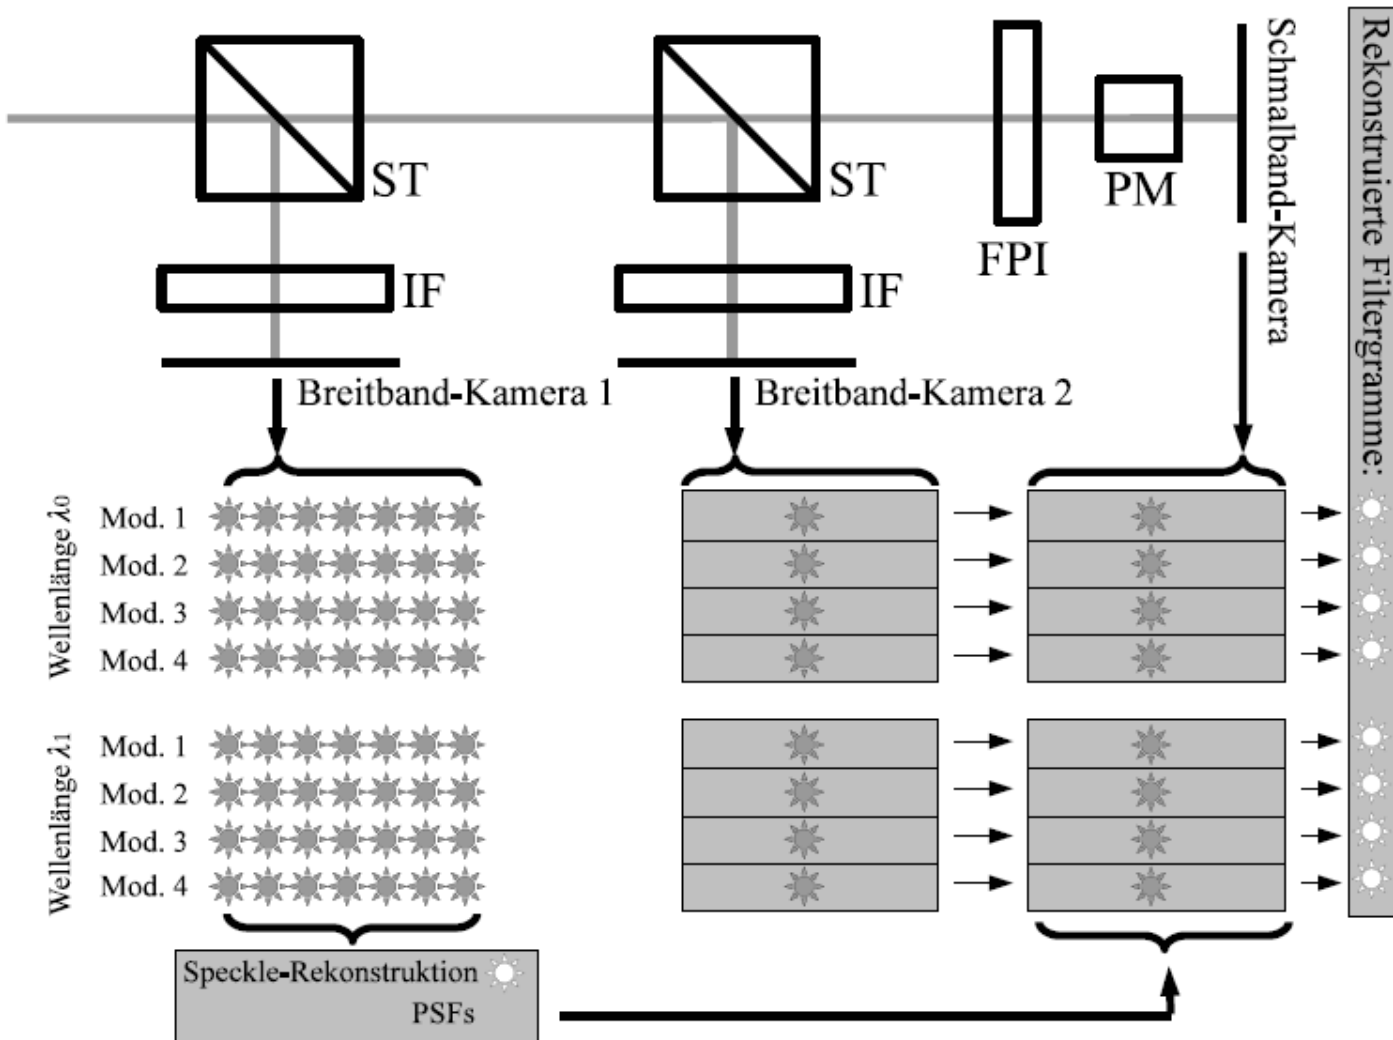 ST
ST
IF
IF
FPI
PM
Schmalband-Kamera
Rekonstruierte Filtergramme:
Breitband-Kamera 1
Breitband-Kamera 2
Wellenlänge λ0
Mod. 1
Mod. 2
Mod. 3
Mod. 4
Wellenlänge λ1
Mod. 1
Mod. 2
Mod. 3
Mod. 4
Speckle-Rekonstruktion
PSFs